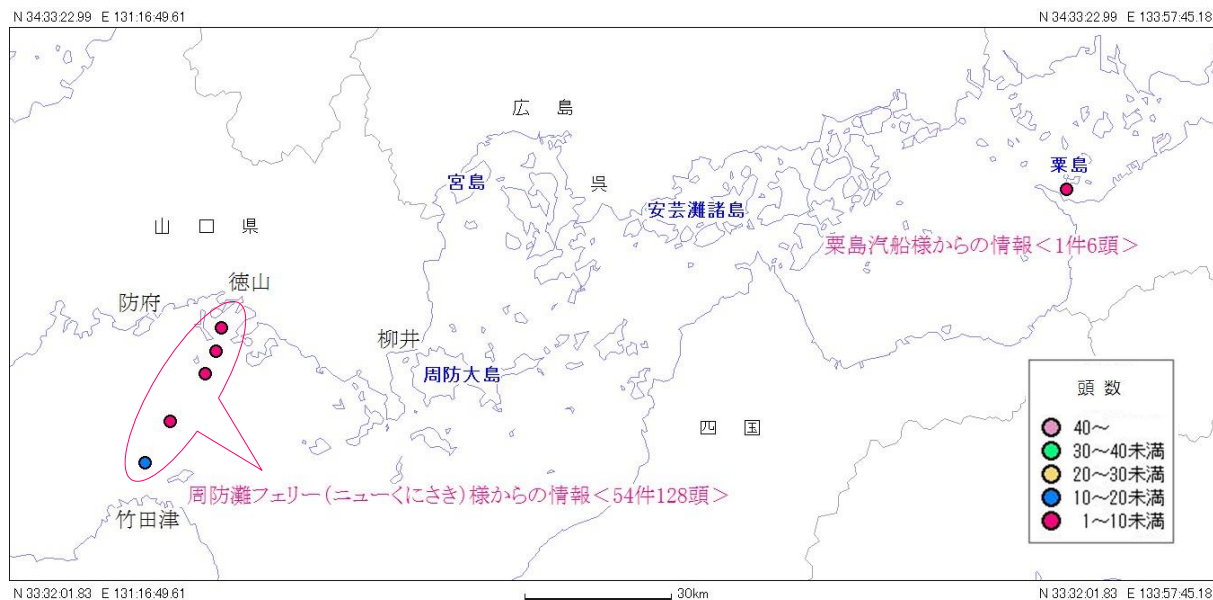 N 34:33:22.99 E 131:16:49.61
N 34:33:22.99 E 133:57:45.18
広 島
粟島
宮島
呉
安芸灘諸島
山 口 県
粟島汽船様からの情報<1件6頭>
徳山
防府
柳井
周防大島
頭 数
40~
30~40未満
20~30未満
10~20未満
1~10未満
四 国
周防灘フェリー(ニューくにさき)様からの情報<54件128頭>
竹田津
N 33:32:01.83 E 131:16:49.61
30km
N 33:32:01.83 E 133:57:45.18